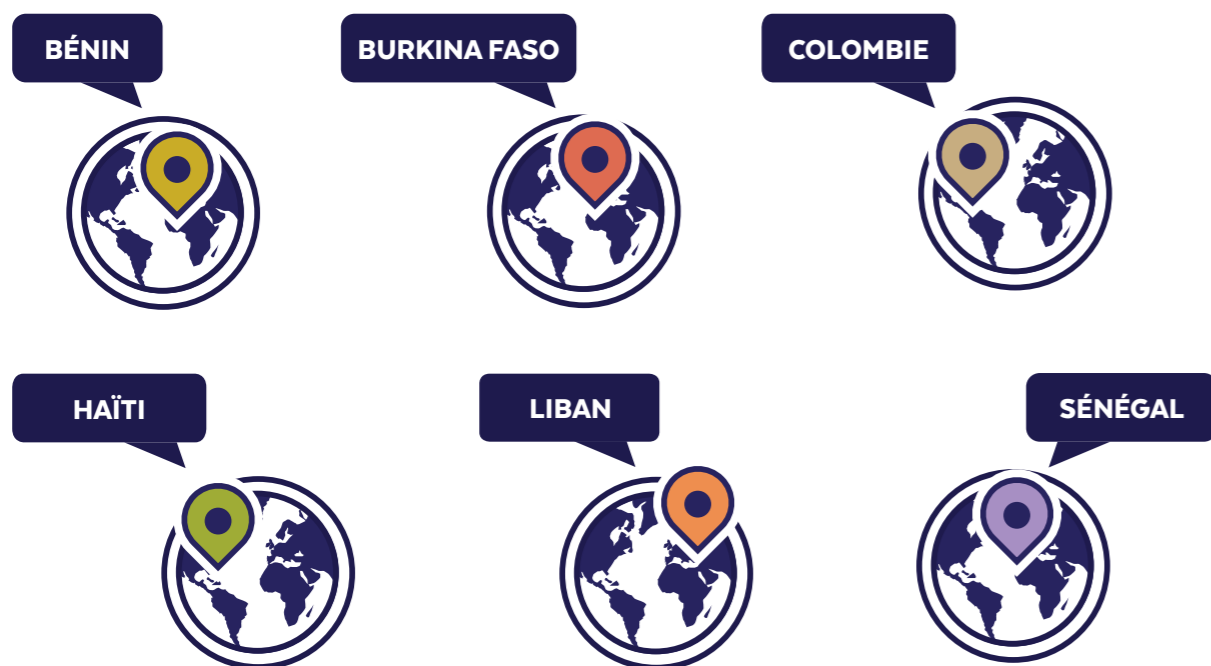 BÉNIN
BURKINA FASO
COLOMBIE
HAÏTI
LIBAN
SÉNÉGAL